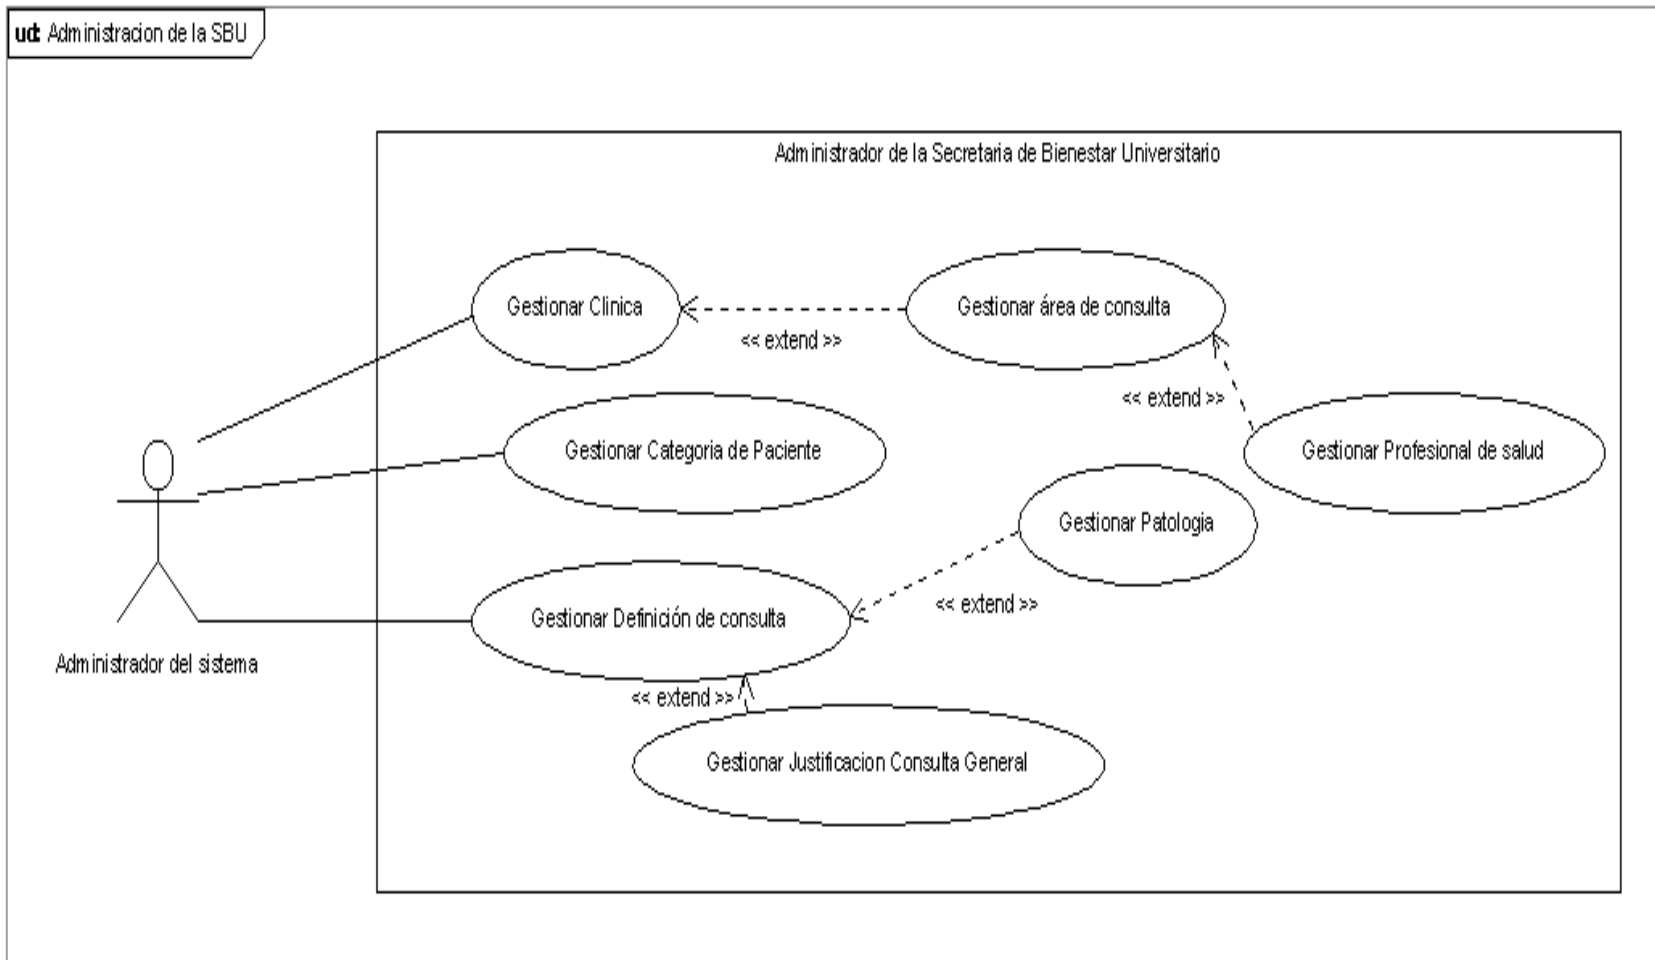 uct Administracion de la SBU
Administrador de la Secretaria de Bienestar Universitario
Gestionar Clinica
<< extend >>
Gestionar área de consulta
<< extend >>
Gestionar Categoria de Paciente
Gestionar Profesional de salud
Gestionar Patologia
<< extend >>
Gestionar Definición de consulta
Administrador del sistema
<< extend >>
Gestionar Justificacion Consulta General